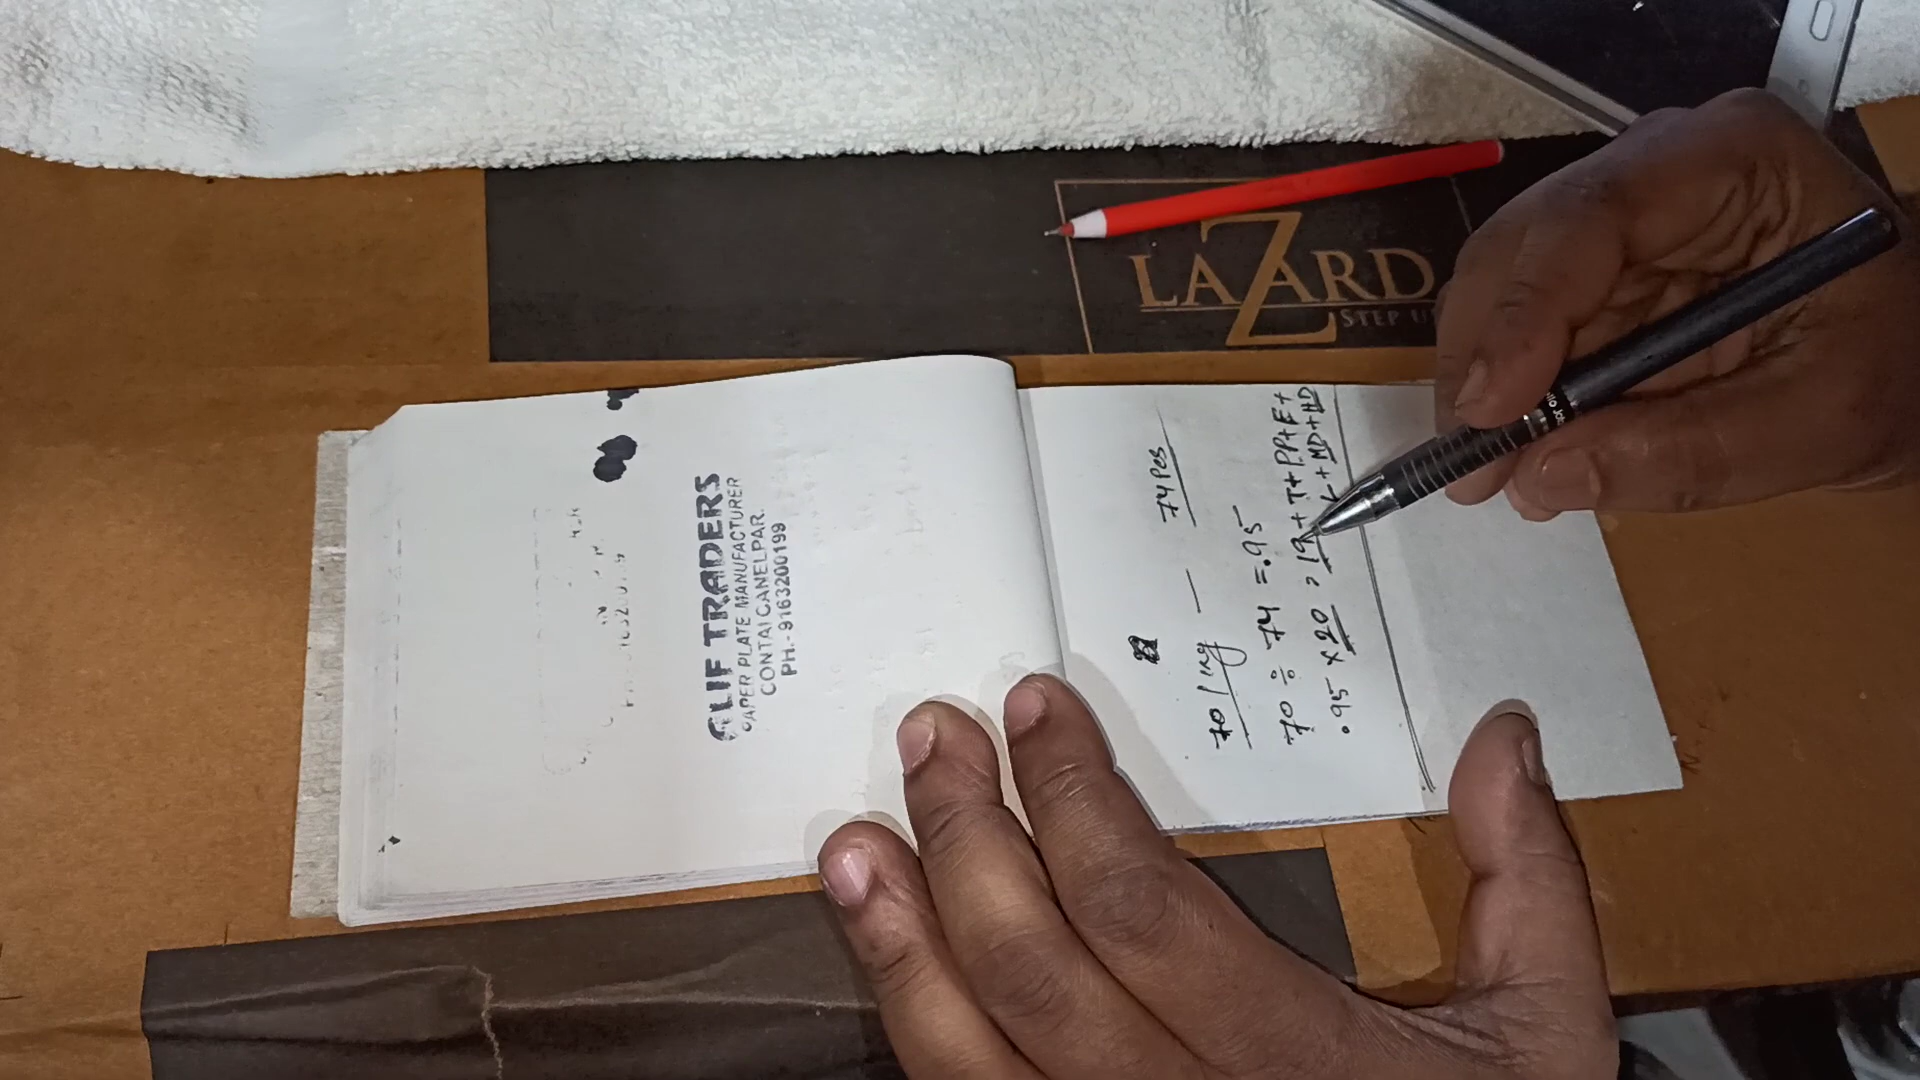 LAZARD
STEP U
ALIF TRADERS
PAPER PLATE MANUFACTURER
CONTAI CANELPAR.
PH.-9163200199
70/kg — 74 Pcs
70 ÷ 74 = .95
.95 × 20 = 19 + T + PP + E +
L + MD + HD